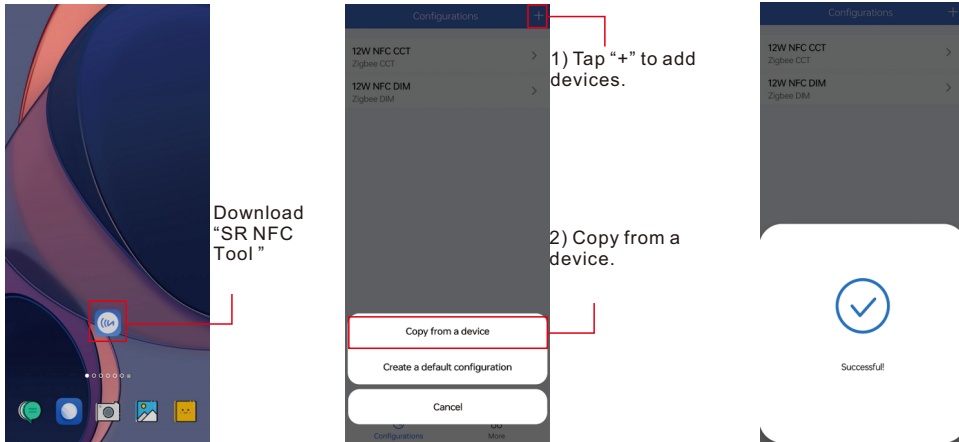 Download
“SR NFC
Tool ”
Configurations +
12W NFC CCT
Zigbee CCT
12W NFC DIM
Zigbee DIM
Copy from a device
Create a default configuration
Cancel
Configurations More
1) Tap “+” to add
devices.
2) Copy from a
device.
Configurations +
12W NFC CCT
Zigbee CCT
12W NFC DIM
Zigbee DIM
Successful!